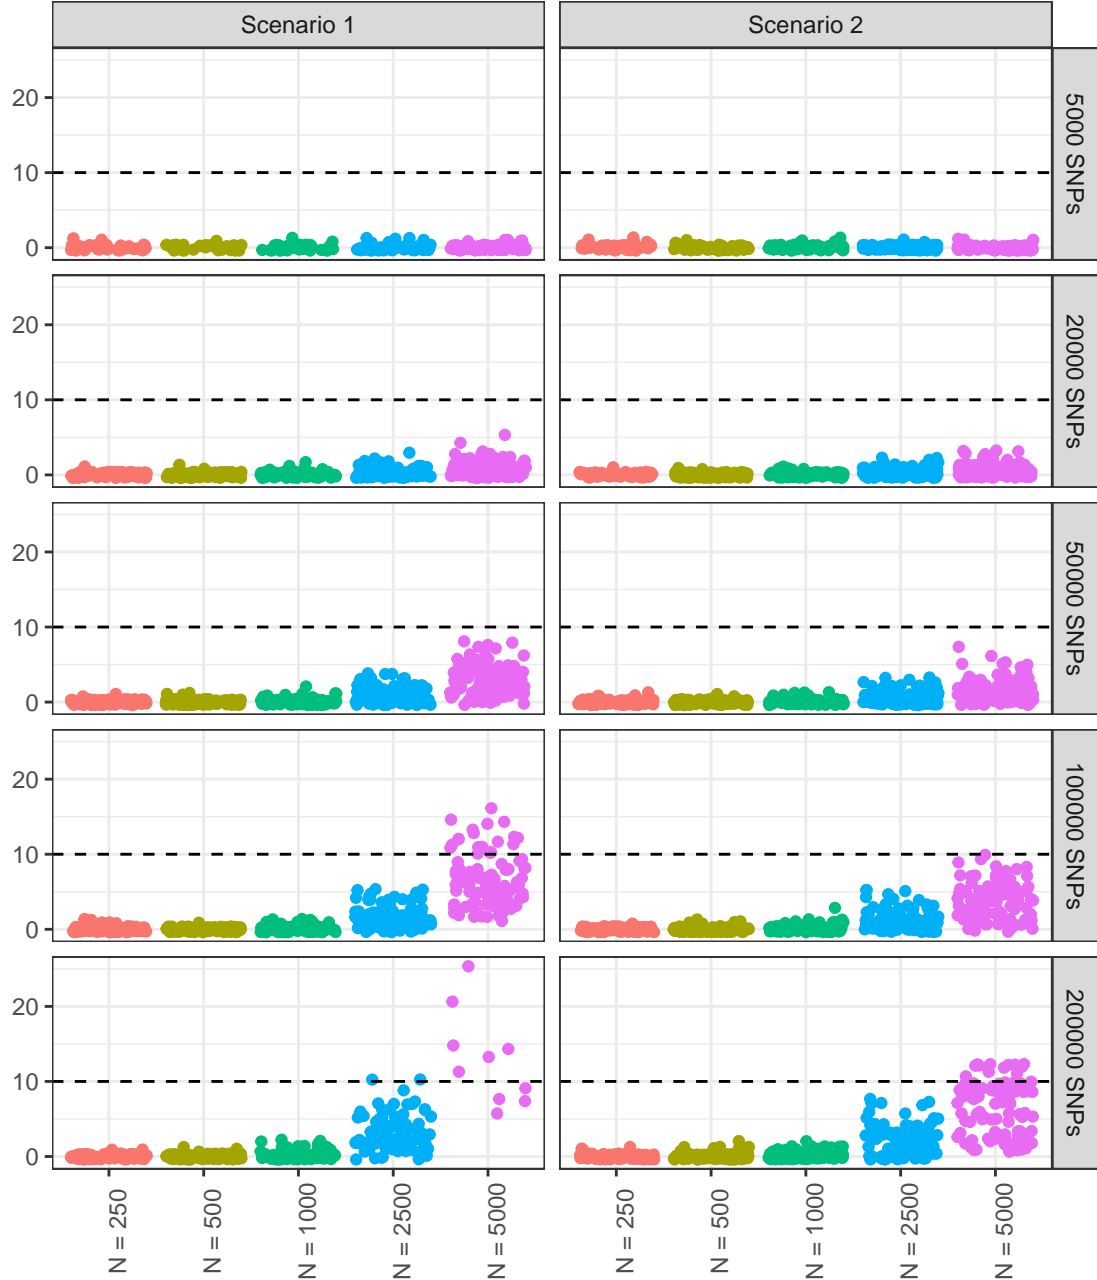 Scenario 1
Scenario 2
20
10
0
5000 SNPs
20
10
0
20000 SNPs
20
10
0
50000 SNPs
20
10
0
100000 SNPs
20
10
0
200000 SNPs
N = 250
N = 500
N = 1000
N = 2500
N = 5000
N = 250
N = 500
N = 1000
N = 2500
N = 5000